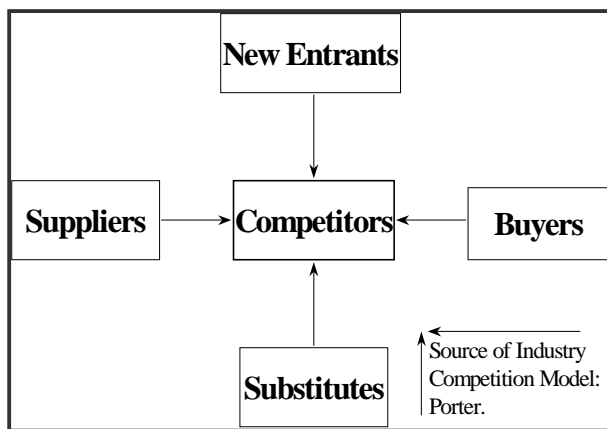 New Entrants
Suppliers
Competitors
Buyers
Substitutes
Source of Industry
Competition Model:
Porter.